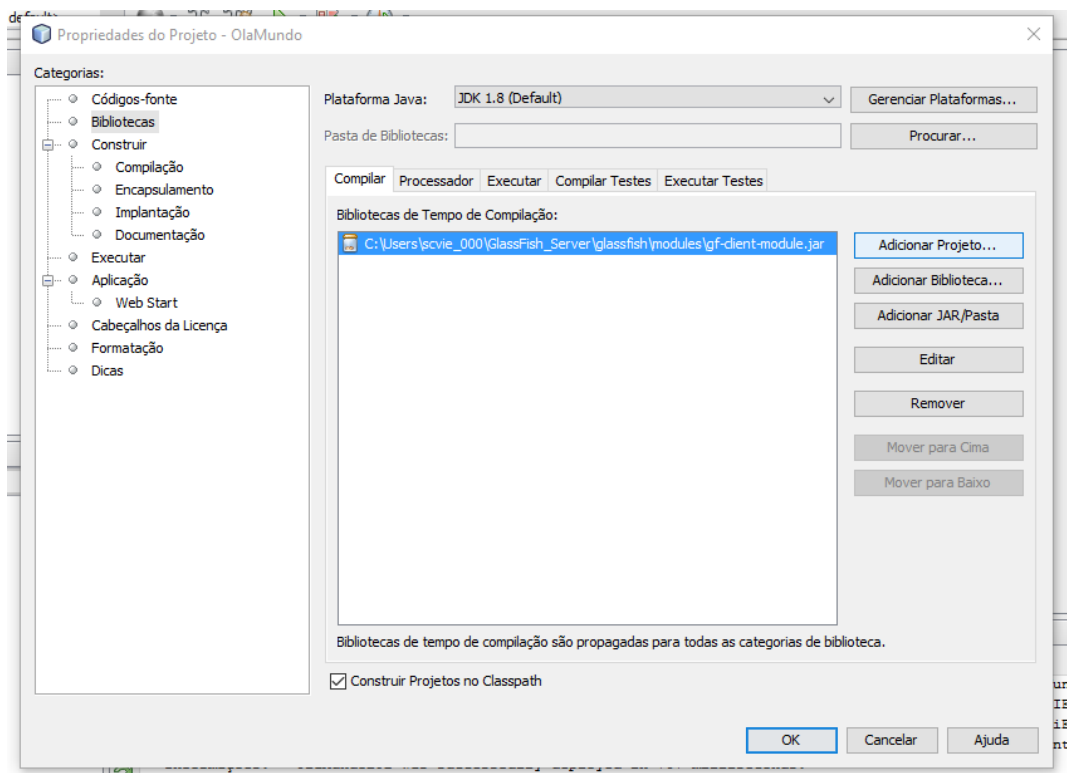 Propriedades do Projeto - OlaMundo
Categorias:
Códigos-fonte
Bibliotecas
Construir
Compilação
Encapsulamento
Implantação
Documentação
Executar
Aplicação
Web Start
Cabeçalhos da Licença
Formatação
Dicas
Plataforma Java: JDK 1.8 (Default) Gerenciar Plataformas...
Pasta de Bibliotecas: Procurar...
Compilar Processador Executar Compilar Testes Executar Testes
Bibliotecas de Tempo de Compilação:
C:\Users\scvie_000\GlassFish_Server\glassfish\modules\gf-client-module.jar
Adicionar Projeto...
Adicionar Biblioteca...
Adicionar JAR/Pasta
Editar
Remover
Mover para Cima
Mover para Baixo
Bibliotecas de tempo de compilação são propagadas para todas as categorias de biblioteca.
Construir Projetos no Classpath
OK Cancelar Ajuda